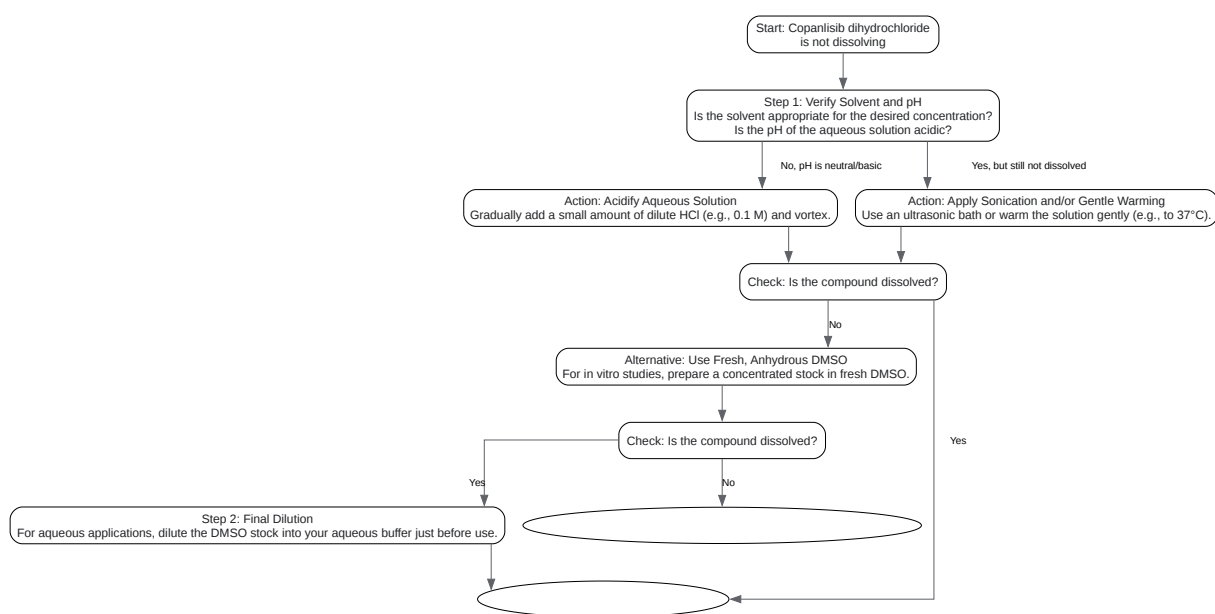 Start: Copanlisib dihydrochloride
is not dissolving
Step 1: Verify Solvent and pH
Is the solvent appropriate for the desired concentration?
Is the pH of the aqueous solution acidic?
No, pH is neutral/basic
Yes, but still not dissolved
Action: Acidify Aqueous Solution
Gradually add a small amount of dilute HCl (e.g., 0.1 M) and vortex.
Action: Apply Sonication and/or Gentle Warming
Use an ultrasonic bath or warm the solution gently (e.g., to 37°C).
Check: Is the compound dissolved?
No
Alternative: Use Fresh, Anhydrous DMSO
For in vitro studies, prepare a concentrated stock in fresh DMSO.
Check: Is the compound dissolved?
Yes
Yes
No
Step 2: Final Dilution
For aqueous applications, dilute the DMSO stock into your aqueous buffer just before use.